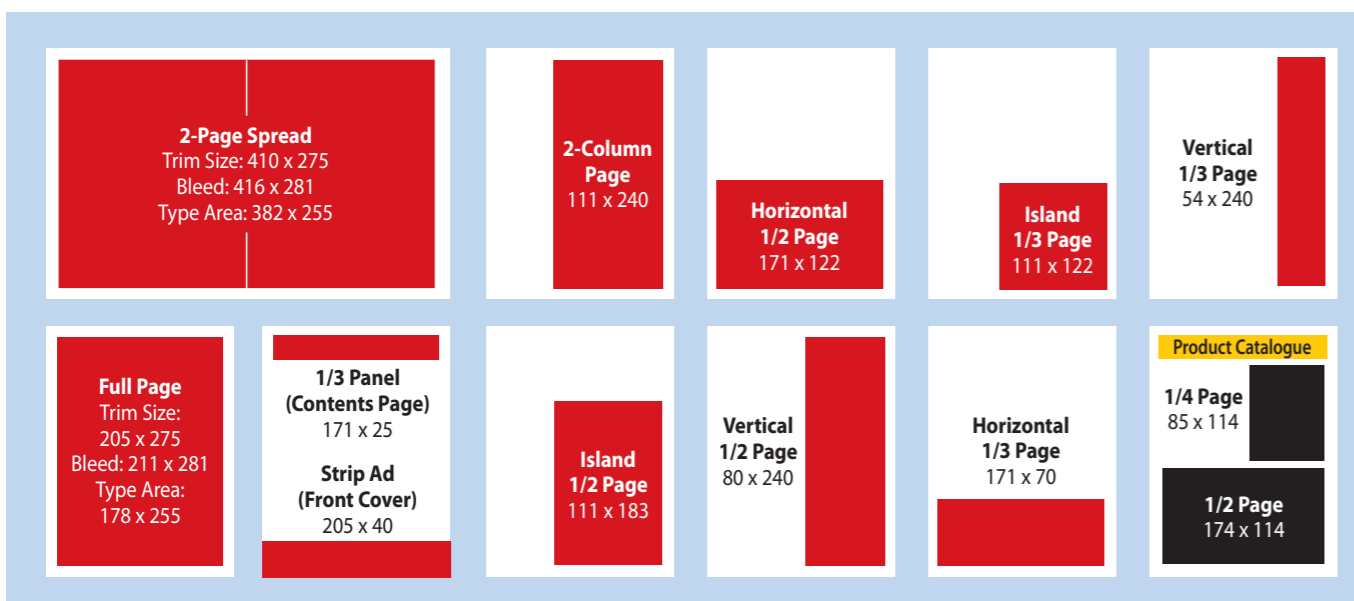 2-Page Spread
Trim Size: 410 x 275
Bleed: 416 x 281
Type Area: 382 x 255
2-Column
Page
111 x 240
Horizontal
1/2 Page
171 x 122
Island
1/3 Page
111 x 122
Vertical
1/3 Page
54 x 240
Full Page
Trim Size:
205 x 275
Bleed: 211 x 281
Type Area:
178 x 255
1/3 Panel
(Contents Page)
171 x 25
Strip Ad
(Front Cover)
205 x 40
Island
1/2 Page
111 x 183
Vertical
1/2 Page
80 x 240
Horizontal
1/3 Page
171 x 70
Product Catalogue
1/4 Page
85 x 114
1/2 Page
174 x 114